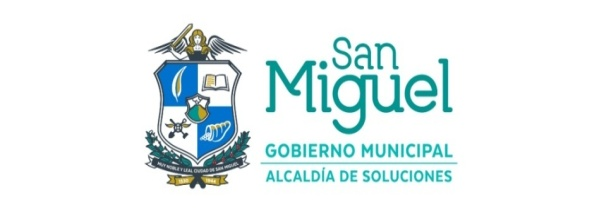 San
Miguel
GOBIERNO MUNICIPAL
ALCALDÍA DE SOLUCIONES
MUY NOBLE Y LEAL CIUDAD DE SAN MIGUEL